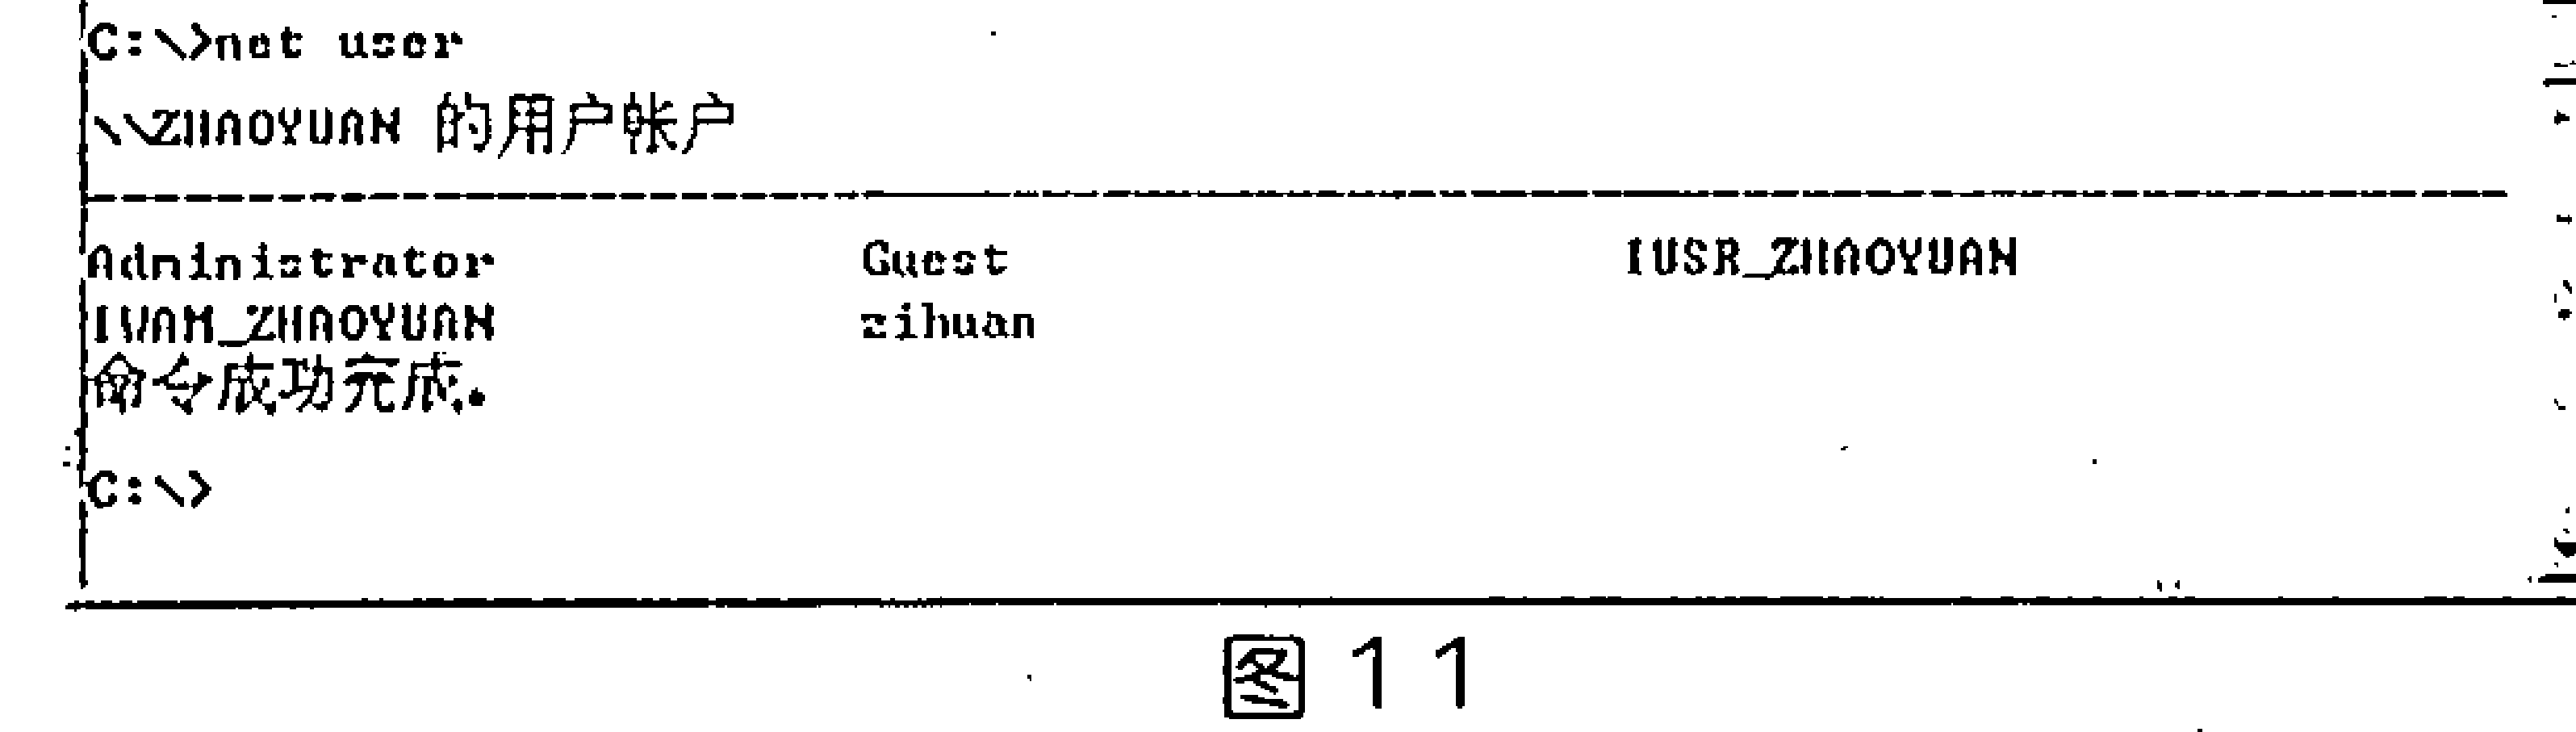 C:\>net user
\\ZHAOYUAN 的用户帐户
-------------------------------------------------------------------------------
Administrator Guest IUSR_ZHAOYUAN
IWAM_ZHAOYUAN zihuan
命令成功完成。
C:\>
图 11